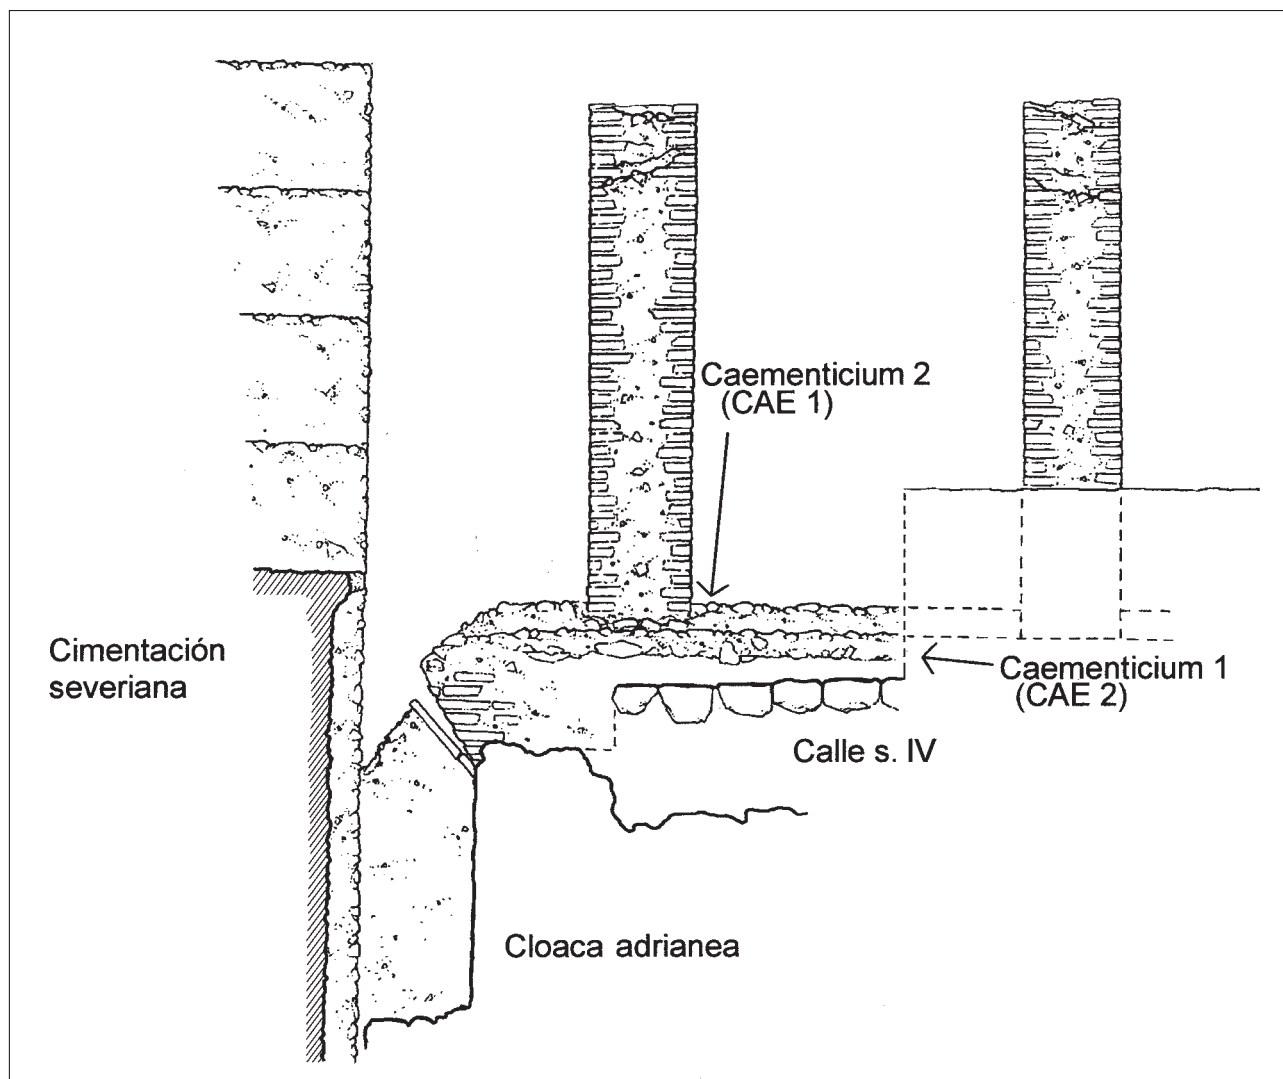 Caementicium 2
(CAE 1)
Cimentación
severiana
Caementicium 1
(CAE 2)
Calle s. IV
Cloaca adrianea